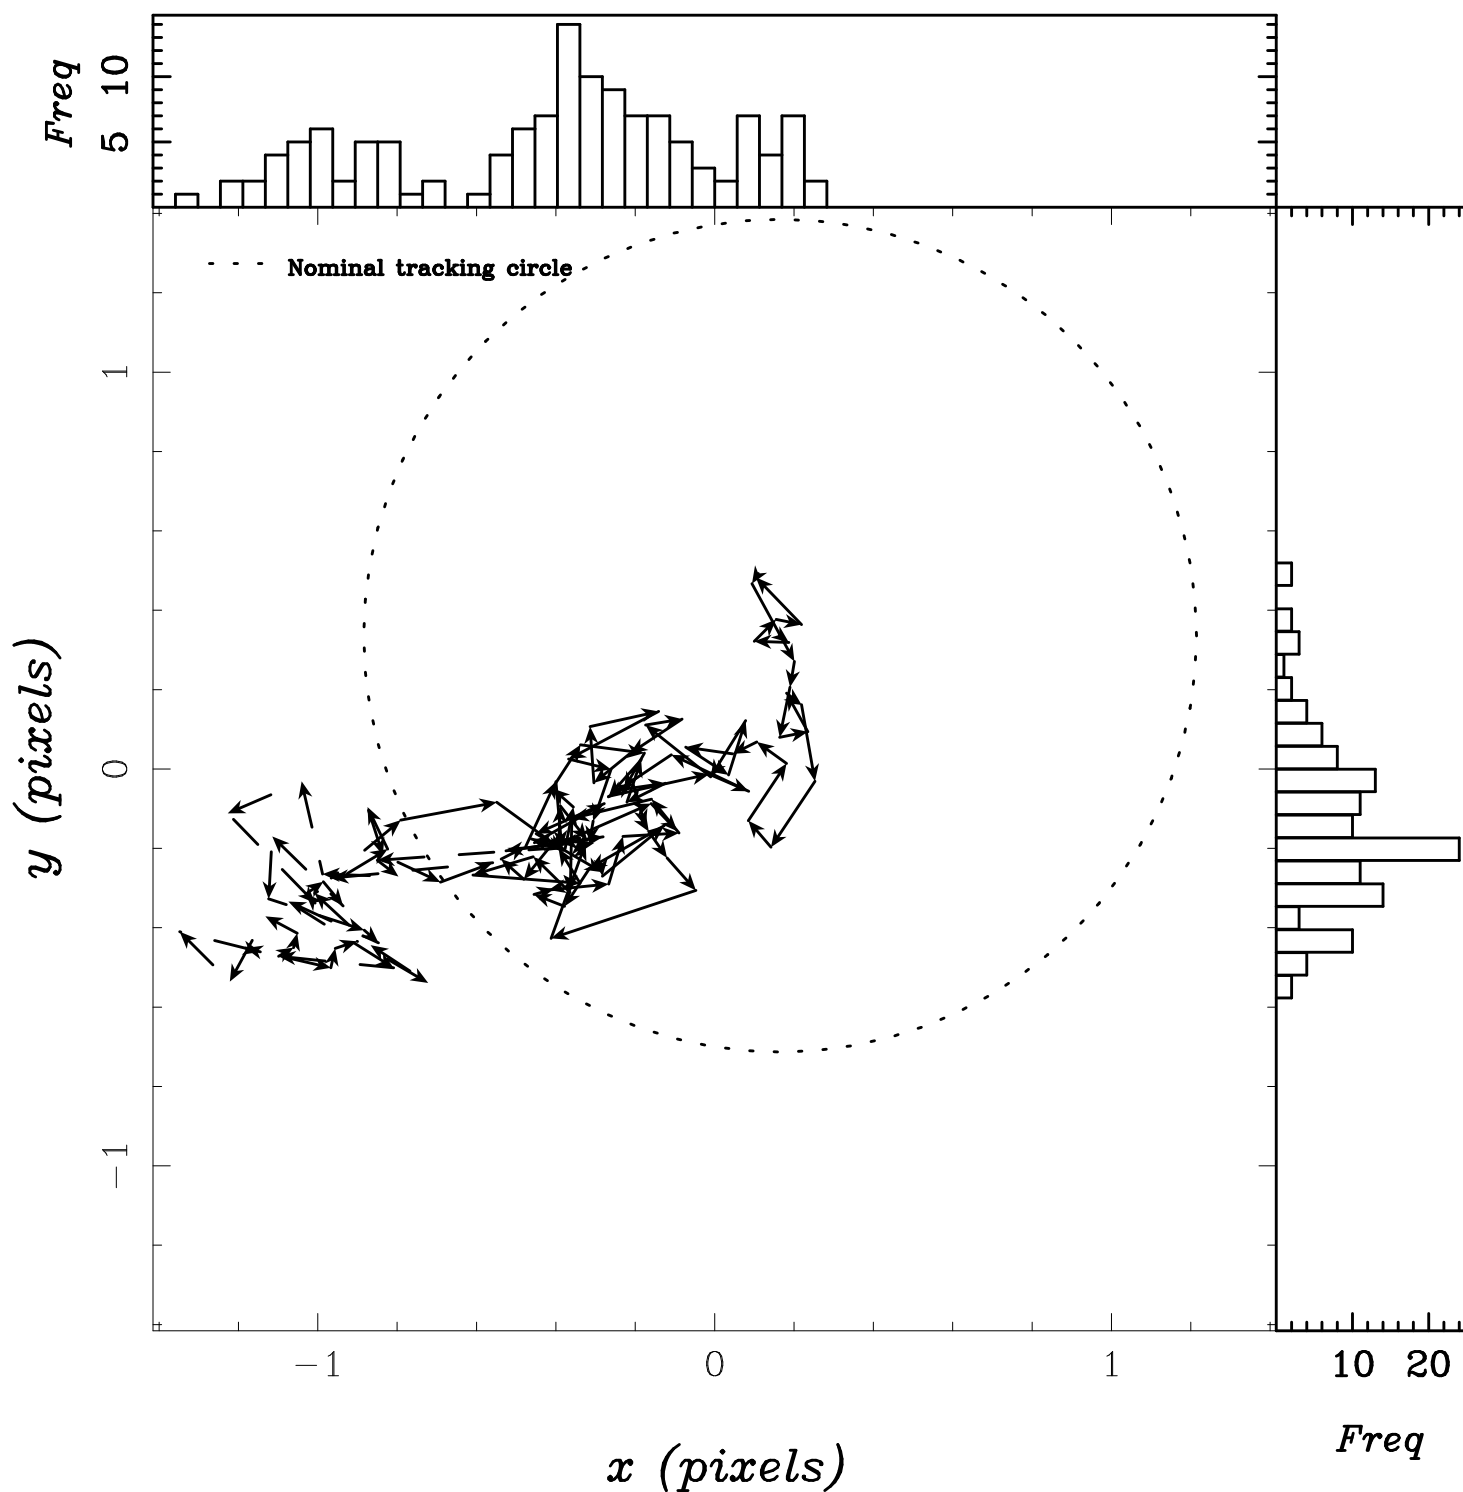 Freq
10
5
Nominal tracking circle
1
0
−1
y (pixels)
−1 0 1
10 20
Freq
x (pixels)